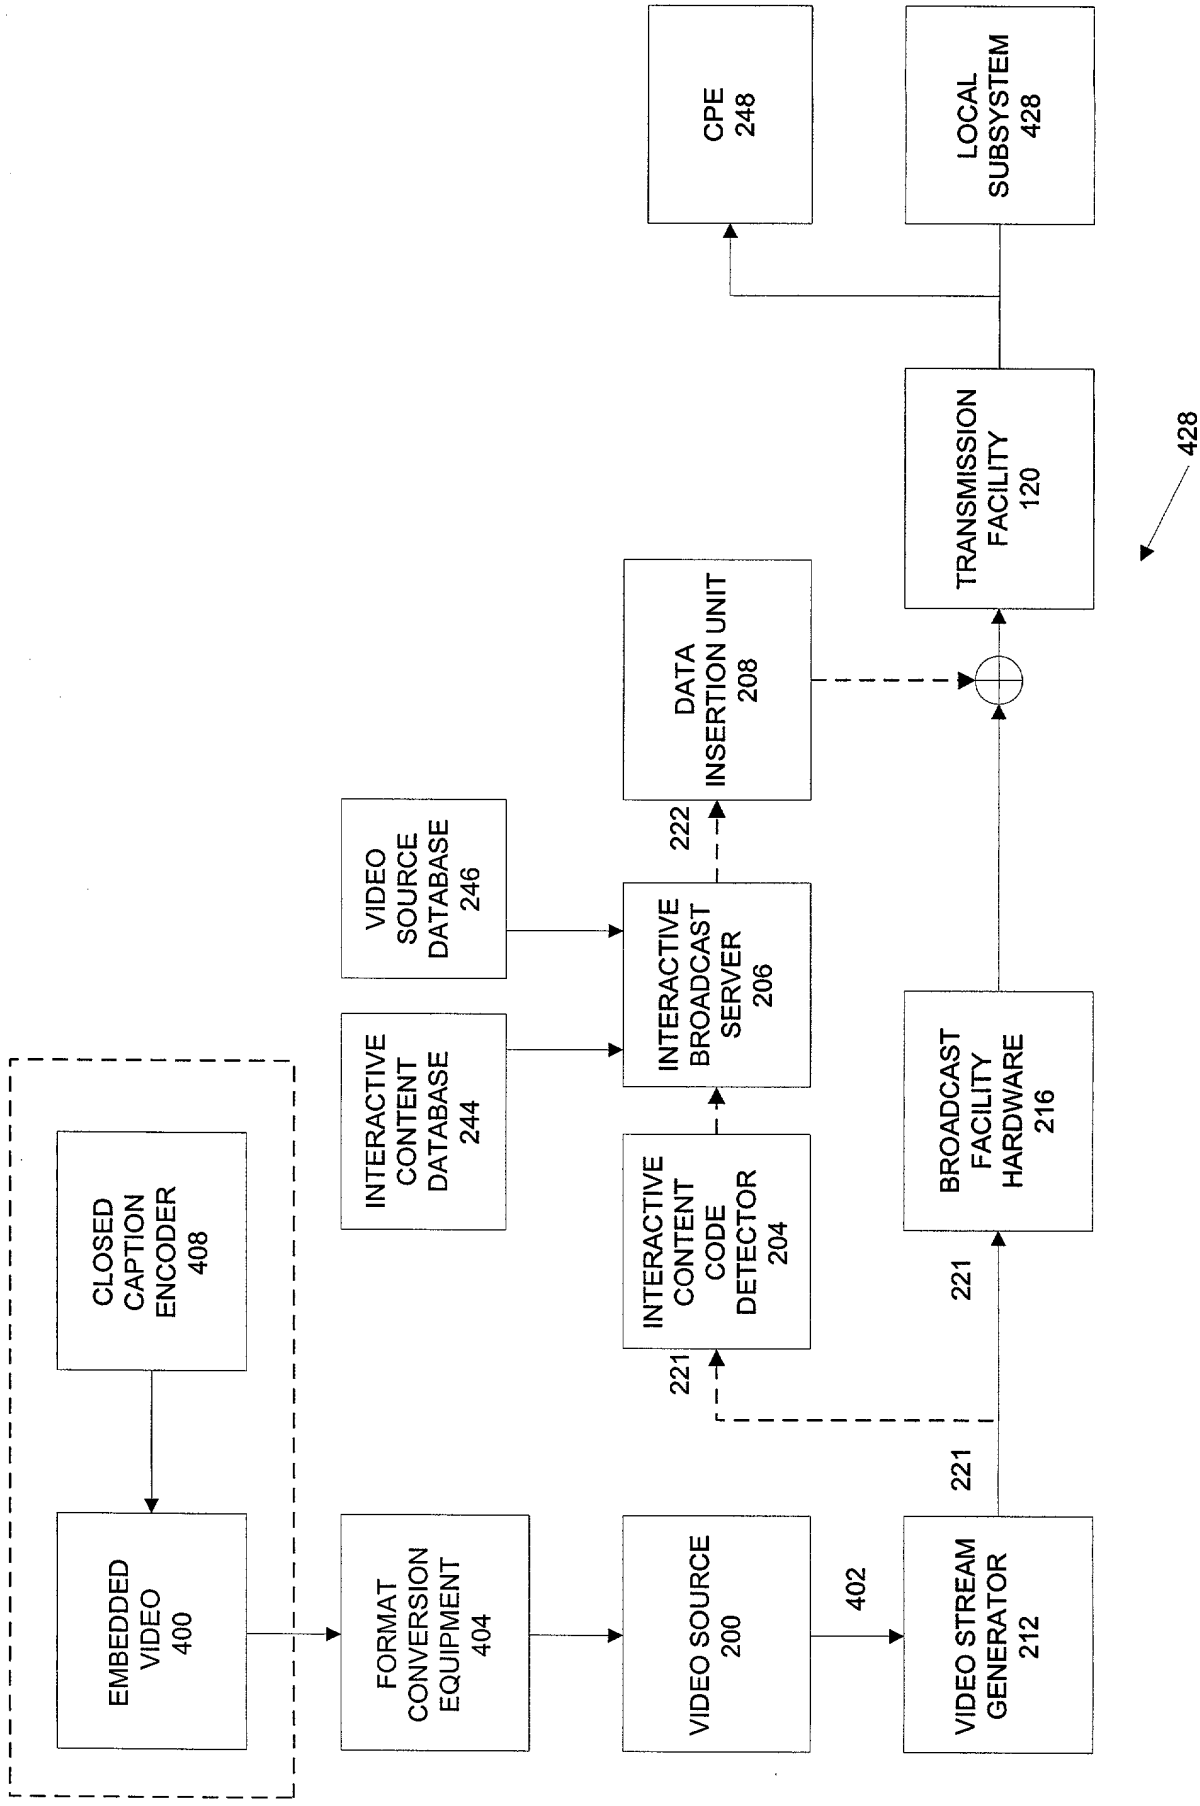 CLOSED
CAPTION
ENCODER
408
EMBEDDED
VIDEO
400
FORMAT
CONVERSION
EQUIPMENT
404
VIDEO SOURCE
200
402
VIDEO STREAM
GENERATOR
212
221
221
221
INTERACTIVE
CONTENT
CODE
DETECTOR
204
INTERACTIVE
CONTENT
DATABASE
244
VIDEO
SOURCE
DATABASE
246
INTERACTIVE
BROADCAST
SERVER
206
222
DATA
INSERTION UNIT
208
BROADCAST
FACILITY
HARDWARE
216
TRANSMISSION
FACILITY
120
CPE
248
LOCAL
SUBSYSTEM
428
428